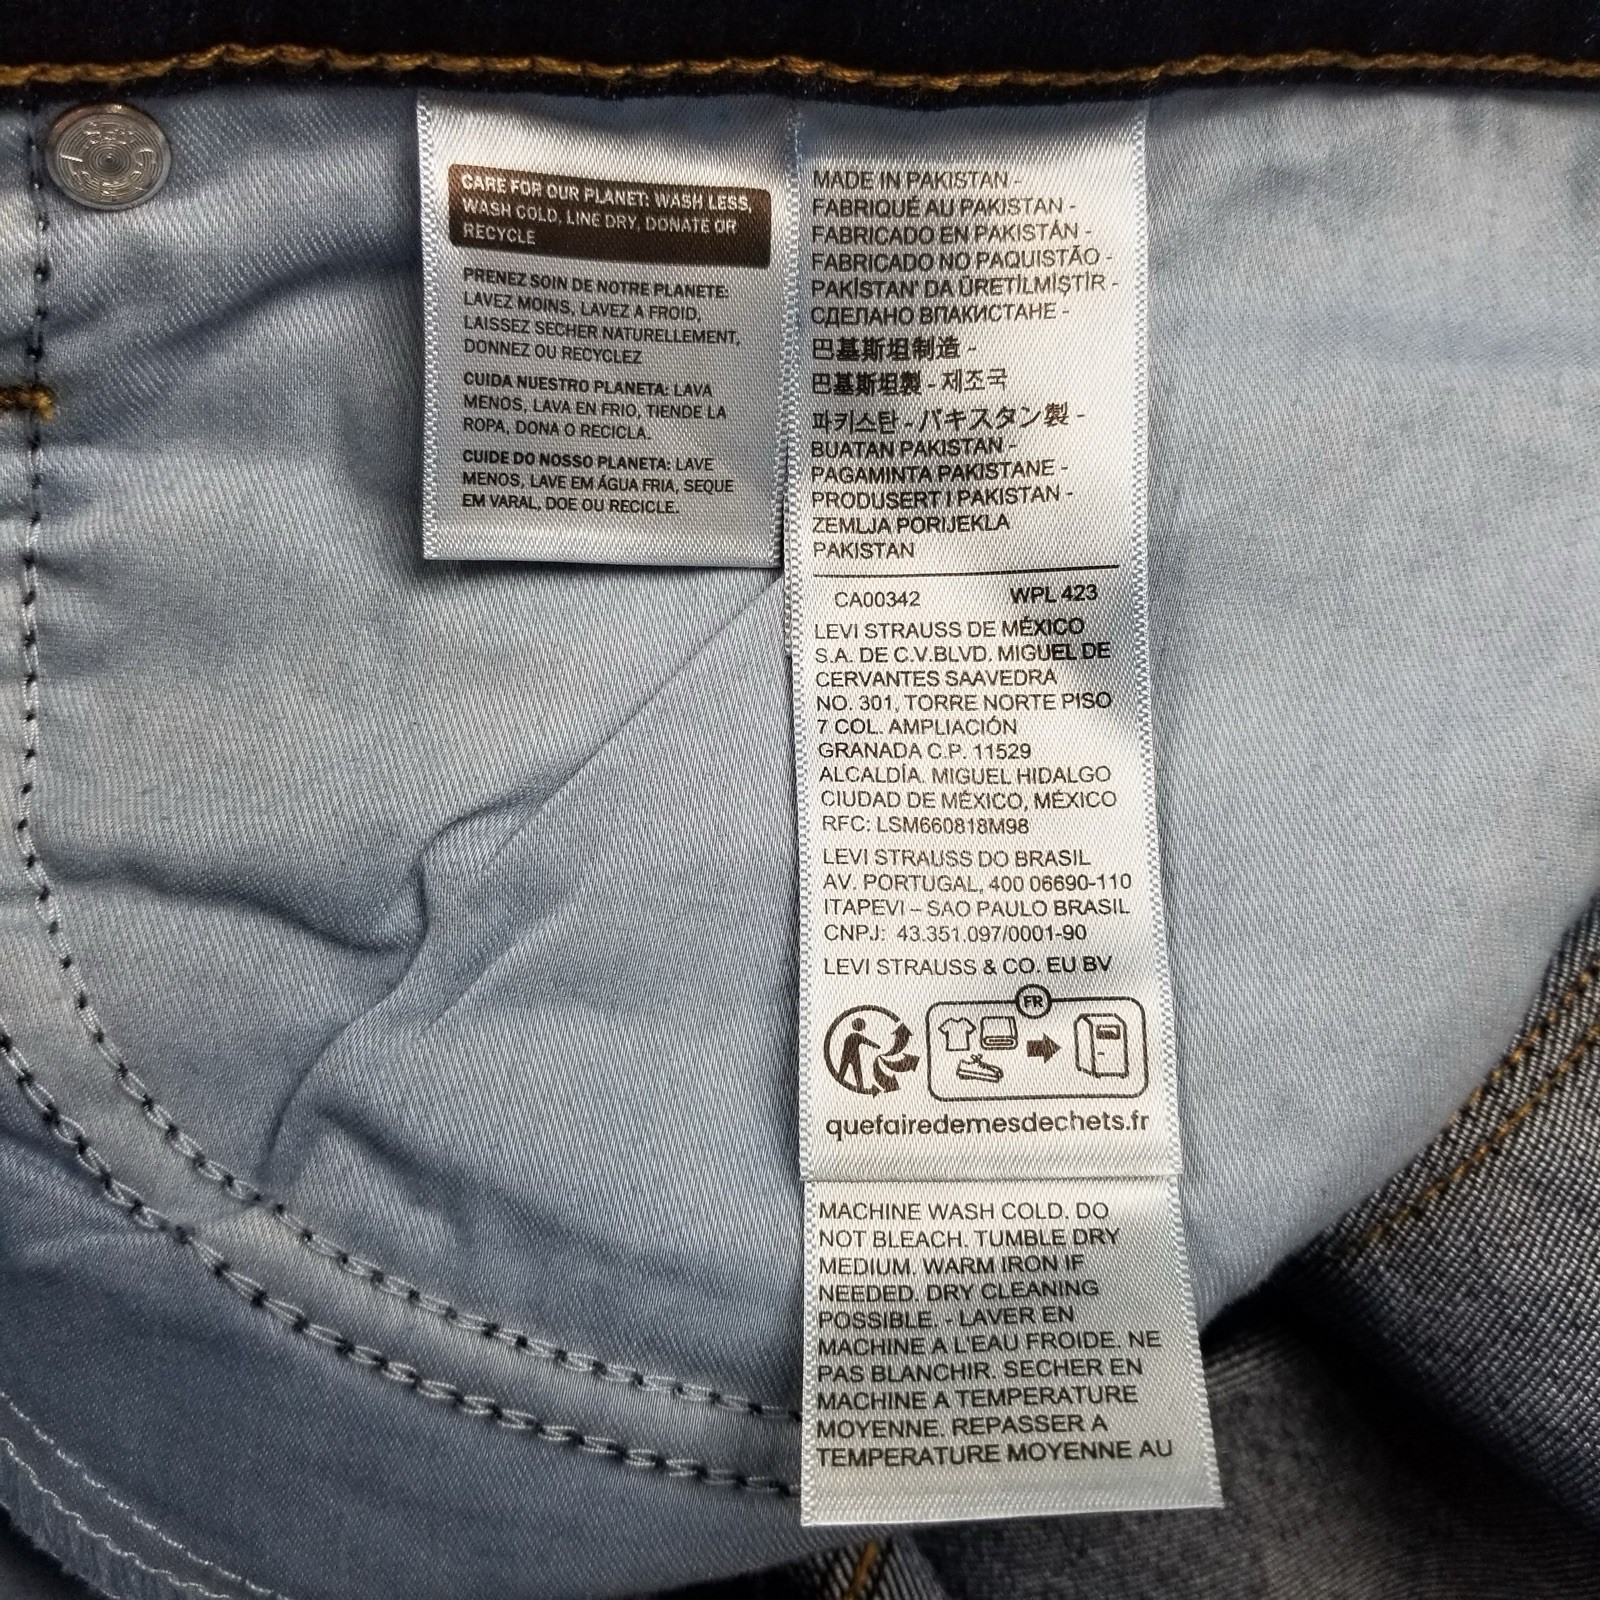 CARE FOR OUR PLANET: WASH LESS,
WASH COLD, LINE DRY, DONATE OR
RECYCLE
PRENEZ SOIN DE NOTRE PLANETE:
LAVEZ MOINS, LAVEZ A FROID,
LAISSEZ SECHER NATURELLEMENT,
DONNEZ OU RECYCLEZ
CUIDA NUESTRO PLANETA: LAVA
MENOS, LAVA EN FRIO, TIENDE LA
ROPA, DONA O RECICLA.
CUIDE DO NOSSO PLANETA: LAVE
MENOS, LAVE EM ÁGUA FRIA, SEQUE
EM VARAL, DOE OU RECICLE.
MADE IN PAKISTAN -
FABRIQUÉ AU PAKISTAN -
FABRICADO EN PAKISTÁN -
FABRICADO NO PAQUISTÃO -
PAKİSTAN' DA ÜRETİLMİŞTİR -
СДЕЛАНО ВПАКИСТАНЕ -
巴基斯坦制造 -
巴基斯坦製 - 제조국
파키스탄 - パキスタン製 -
BUATAN PAKISTAN -
PAGAMINTA PAKISTANE -
PRODUSERT I PAKISTAN -
ZEMLJA PORIJEKLA
PAKISTAN
CA00342 WPL 423
LEVI STRAUSS DE MÉXICO
S.A. DE C.V.BLVD. MIGUEL DE
CERVANTES SAAVEDRA
NO. 301, TORRE NORTE PISO
7 COL. AMPLIACIÓN
GRANADA C.P. 11529
ALCALDÍA. MIGUEL HIDALGO
CIUDAD DE MÉXICO, MÉXICO
RFC: LSM660818M98
LEVI STRAUSS DO BRASIL
AV. PORTUGAL, 400 06690-110
ITAPEVI – SAO PAULO BRASIL
CNPJ: 43.351.097/0001-90
LEVI STRAUSS & CO. EU BV
FR
quefairedemesdechets.fr
MACHINE WASH COLD. DO
NOT BLEACH. TUMBLE DRY
MEDIUM. WARM IRON IF
NEEDED. DRY CLEANING
POSSIBLE. - LAVER EN
MACHINE A L'EAU FROIDE. NE
PAS BLANCHIR. SECHER EN
MACHINE A TEMPERATURE
MOYENNE. REPASSER A
TEMPERATURE MOYENNE AU